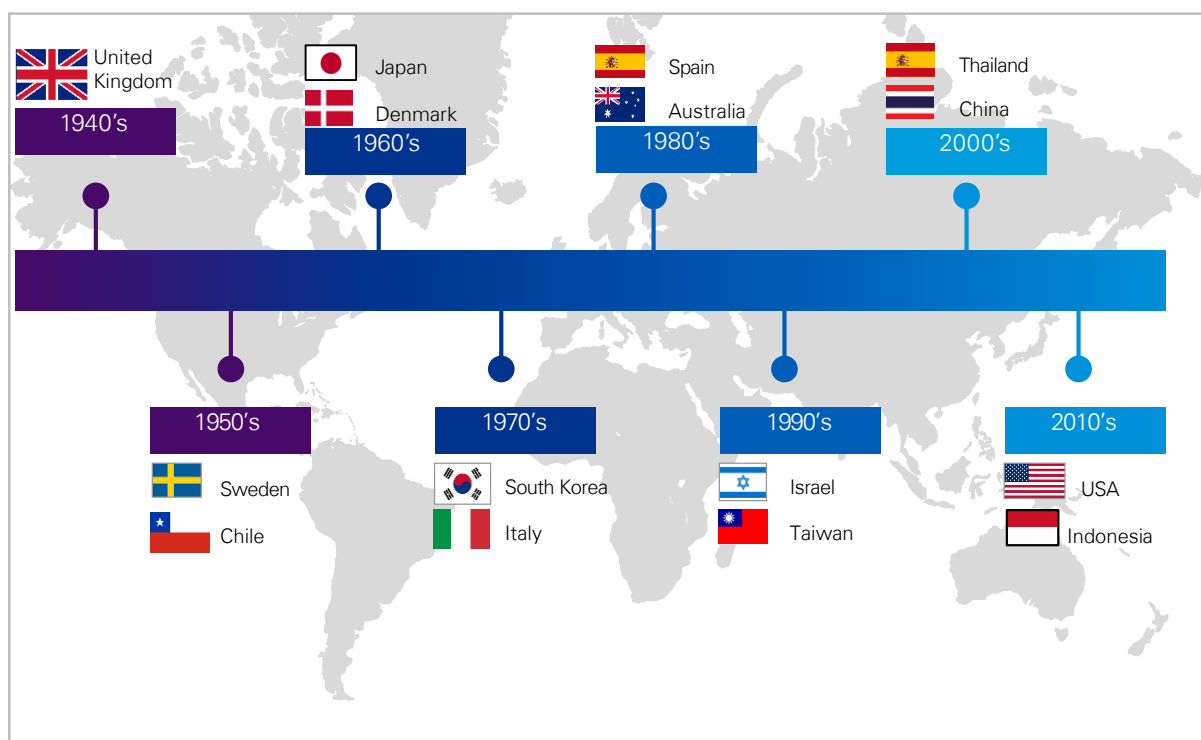 United
Kingdom
1940's
Japan
Denmark
1960's
Spain
Australia
1980's
Thailand
China
2000's
1950's
Sweden
Chile
1970's
South Korea
Italy
1990's
Israel
Taiwan
2010's
USA
Indonesia